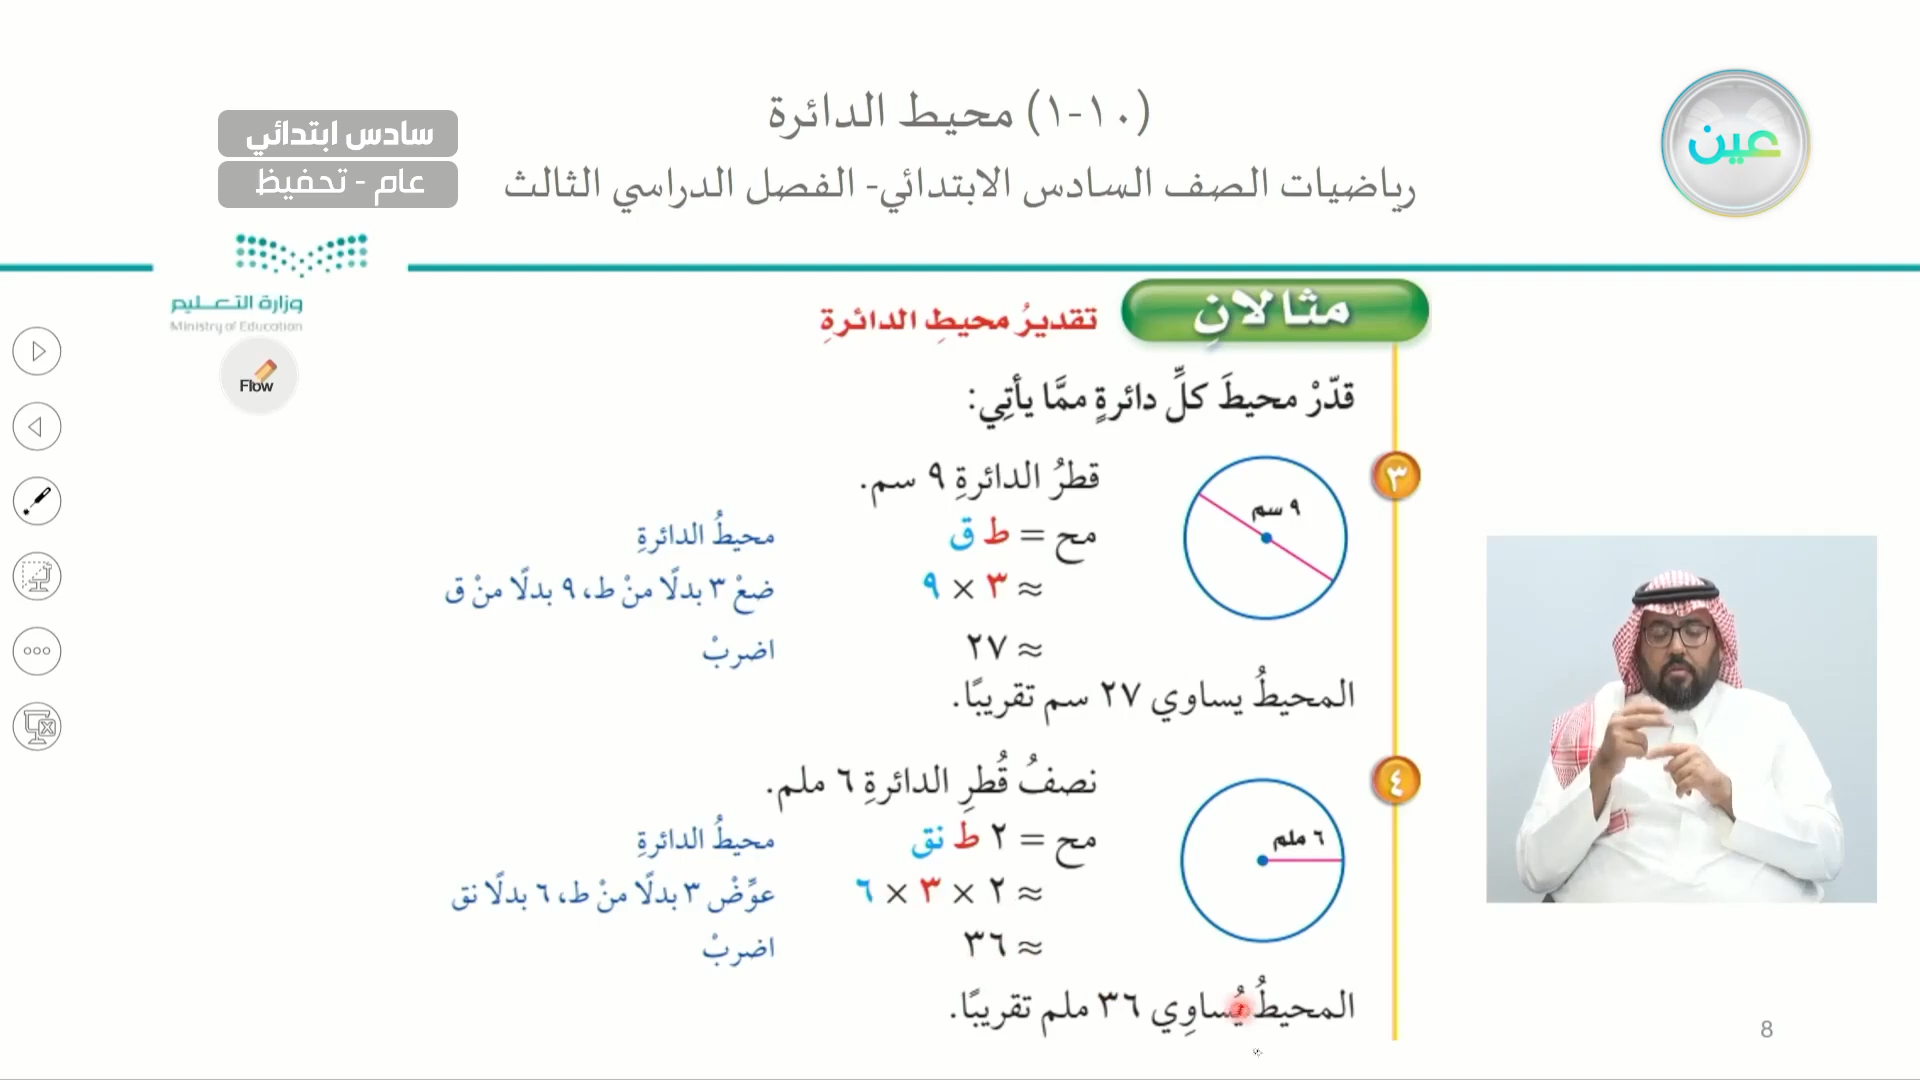 (١٠-١) محيط الدائرة
رياضيات الصف السادس الابتدائي- الفصل الدراسي الثالث
سادس ابتدائي
عام - تحفيظ
عين
وزارة التعليم
Ministry of Education
Flow
مثالانِ
تقديرُ محيطِ الدائرةِ
قدّرْ محيطَ كلِّ دائرةٍ ممَّا يأتِي:
٣
٩ سم
قطرُ الدائرةِ ٩ سم.
مح = ط ق محيطُ الدائرةِ
≈ ٣ × ٩ ضعْ ٣ بدلًا منْ ط، ٩ بدلًا منْ ق
≈ ٢٧ اضربْ
المحيطُ يساوي ٢٧ سم تقريبًا.
٤
٦ ملم
نصفُ قُطرِ الدائرةِ ٦ ملم.
مح = ٢ ط نق محيطُ الدائرةِ
≈ ٢ × ٣ × ٦ عوِّضْ ٣ بدلًا منْ ط، ٦ بدلًا نق
≈ ٣٦ اضربْ
المحيطُ يُساوِي ٣٦ ملم تقريبًا.
8